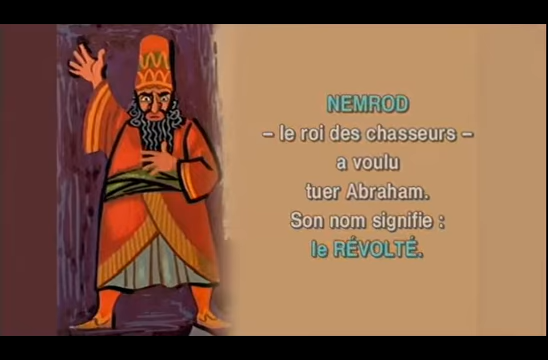 NEMROD
– le roi des chasseurs –
a voulu
tuer Abraham.
Son nom signifie :
le RÉVOLTÉ.